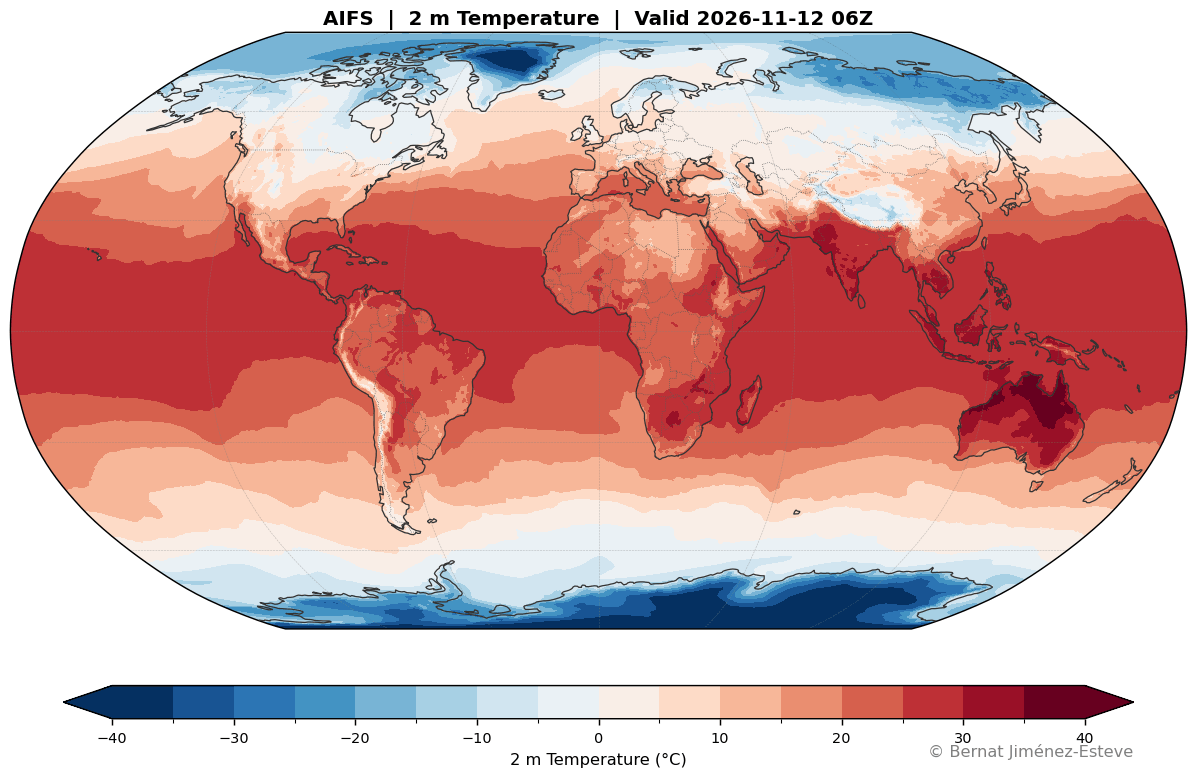 AIFS | 2 m Temperature | Valid 2026-11-12 06Z
−40 −30 −20 −10 0 10 20 30 40
2 m Temperature (°C)
© Bernat Jiménez-Esteve